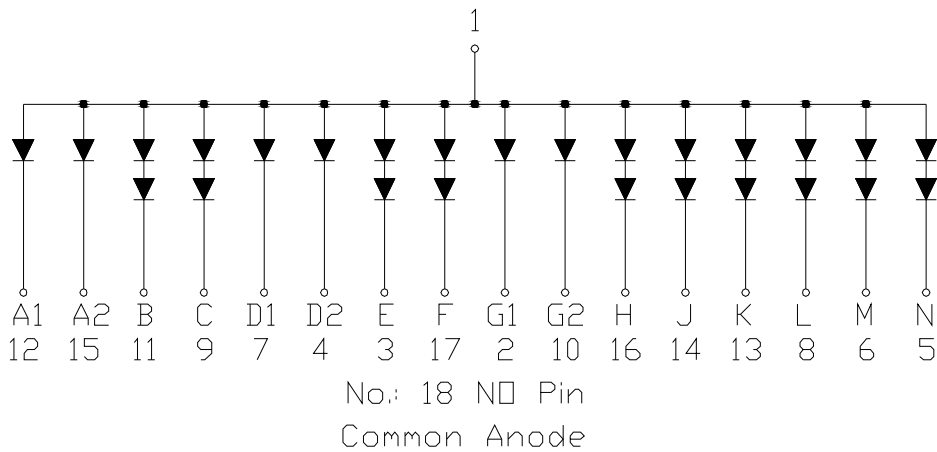 1
A1 A2 B C D1 D2 E F G1 G2 H J K L M N
12 15 11 9 7 4 3 17 2 10 16 14 13 8 6 5
No.: 18 NO Pin
Common Anode